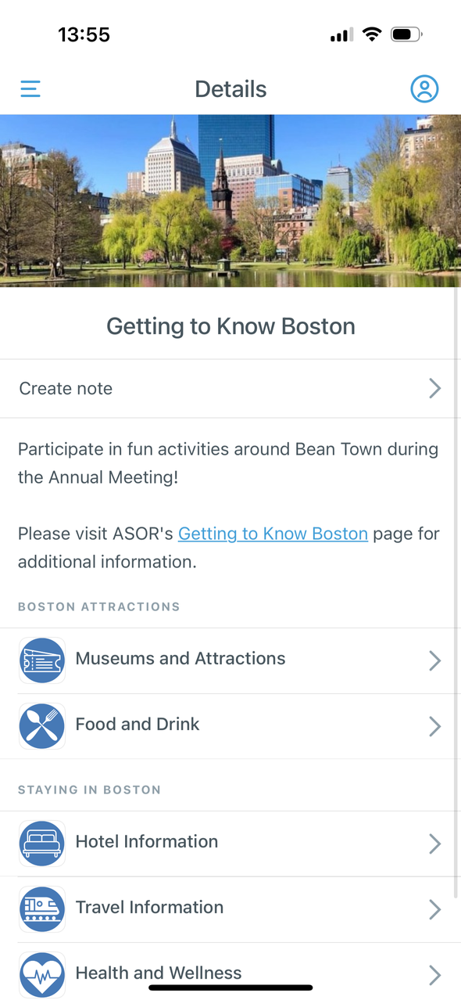 13:55
Details
Getting to Know Boston
Create note
Participate in fun activities around Bean Town during
the Annual Meeting!
Please visit ASOR's Getting to Know Boston page for
additional information.
BOSTON ATTRACTIONS
Museums and Attractions
Food and Drink
STAYING IN BOSTON
Hotel Information
Travel Information
Health and Wellness